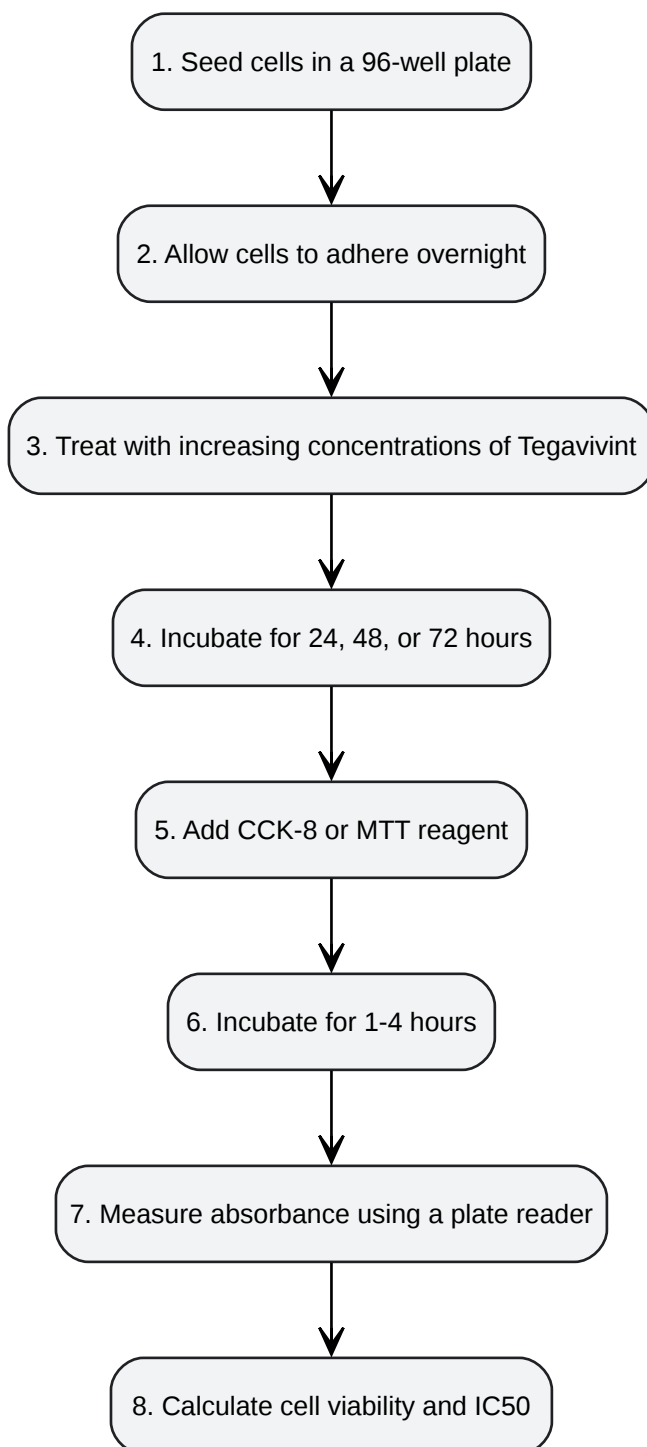 1. Seed cells in a 96-well plate
2. Allow cells to adhere overnight
3. Treat with increasing concentrations of Tegavivint
4. Incubate for 24, 48, or 72 hours
5. Add CCK-8 or MTT reagent
6. Incubate for 1-4 hours
7. Measure absorbance using a plate reader
8. Calculate cell viability and IC50